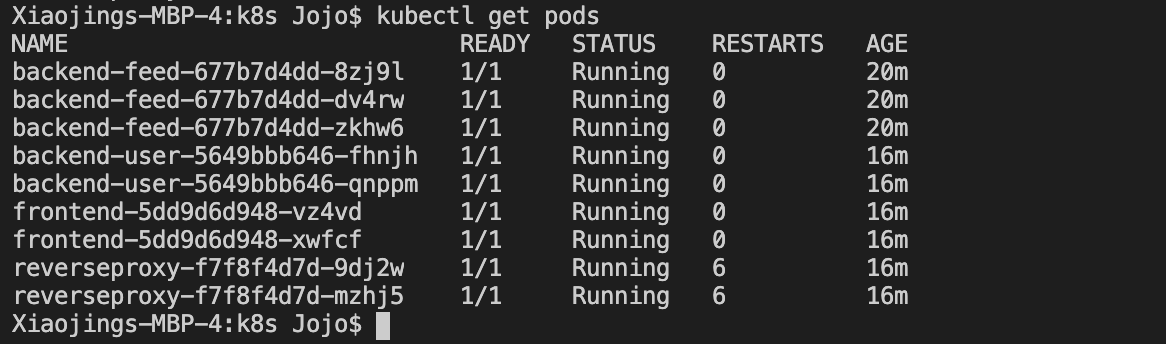 Xiaojings-MBP-4:k8s Jojo$ kubectl get pods
NAME READY STATUS RESTARTS AGE
backend-feed-677b7d4dd-8zj9l 1/1 Running 0 20m
backend-feed-677b7d4dd-dv4rw 1/1 Running 0 20m
backend-feed-677b7d4dd-zkhw6 1/1 Running 0 20m
backend-user-5649bbb646-fhnjh 1/1 Running 0 16m
backend-user-5649bbb646-qnppm 1/1 Running 0 16m
frontend-5dd9d6d948-vz4vd 1/1 Running 0 16m
frontend-5dd9d6d948-xwfcf 1/1 Running 0 16m
reverseproxy-f7f8f4d7d-9dj2w 1/1 Running 6 16m
reverseproxy-f7f8f4d7d-mzhj5 1/1 Running 6 16m
Xiaojings-MBP-4:k8s Jojo$